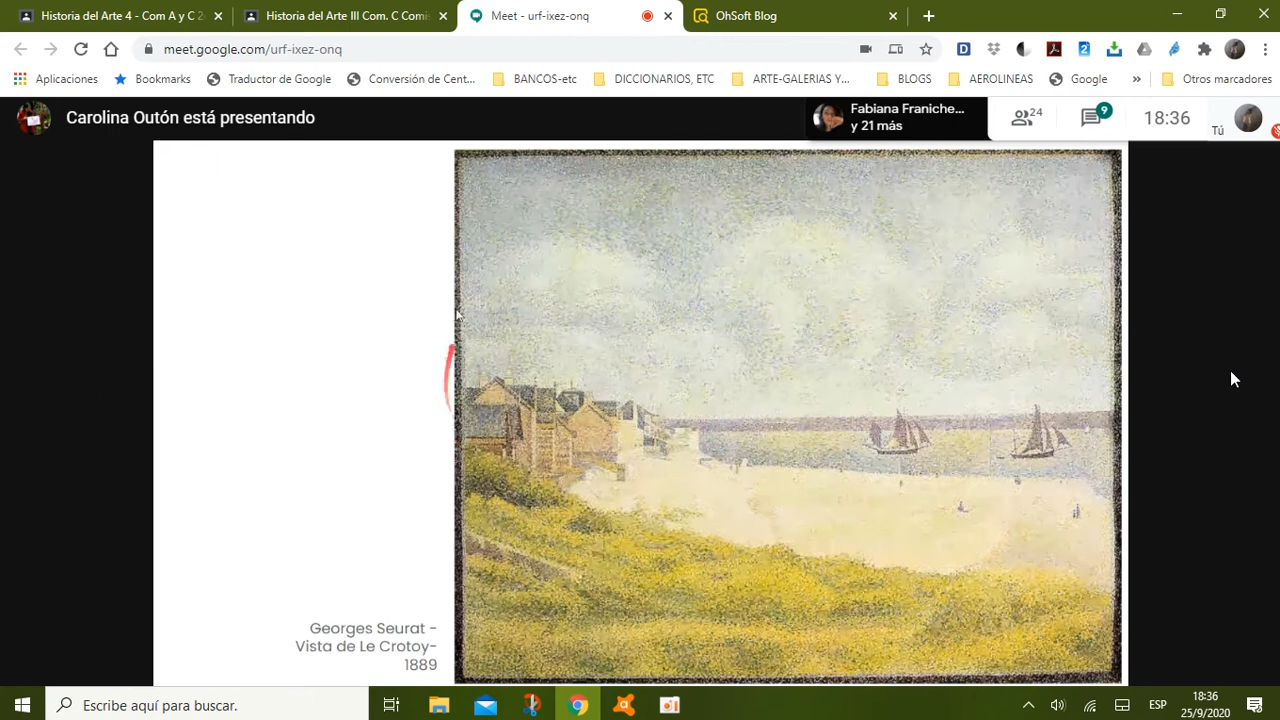 Historia del Arte 4 - Com A y C 2c
Historia del Arte III Com. C Comis
Meet - urf-ixez-onq
OhSoft Blog
meet.google.com/urf-ixez-onq
Aplicaciones
Bookmarks
Traductor de Google
Conversión de Gent...
BANCOS-etc
DICCIONARIOS, ETC
ARTE-GALERIAS Y...
BLOGS
AEROLINEAS
Google
»
Otros marcadores
Carolina Outón está presentando
Fabiana Franiche...
y 21 más
24
9
18:36
Tú
Georges Seurat -
Vista de Le Crotoy-
1889
Escribe aquí para buscar.
ESP
18:36
25/9/2020